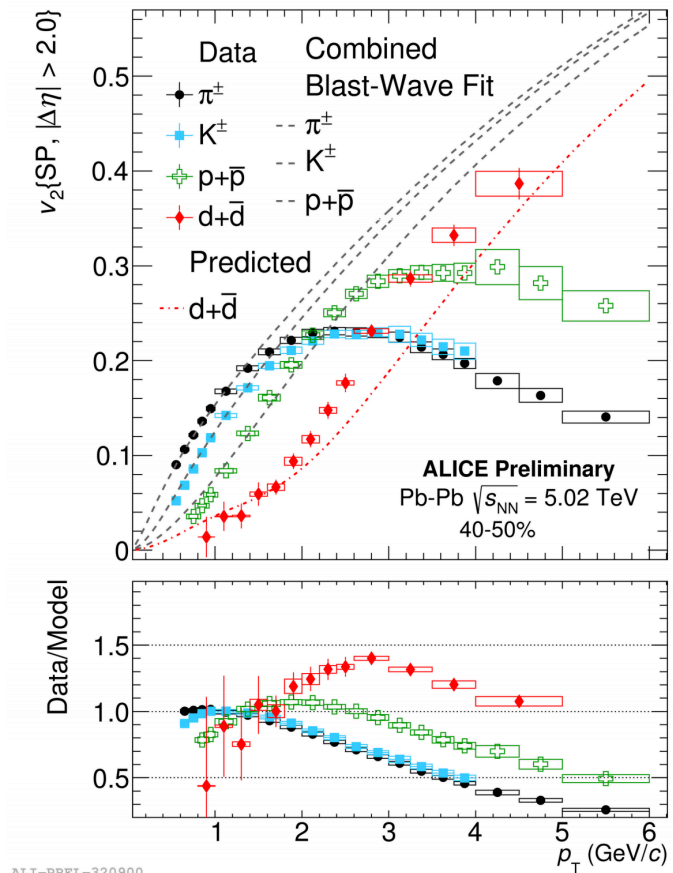 v₂{SP, |Δη| > 2.0}
0.5
0.4
0.3
0.2
0.1
0
Data
π±
K±
p+p̅
d+d̅
Combined
Blast-Wave Fit
π±
K±
p+p̅
Predicted
d+d̅
ALICE Preliminary
Pb-Pb √sNN = 5.02 TeV
40-50%
Data/Model
1.5
1.0
0.5
1 2 3 4 5 6
pT (GeV/c)